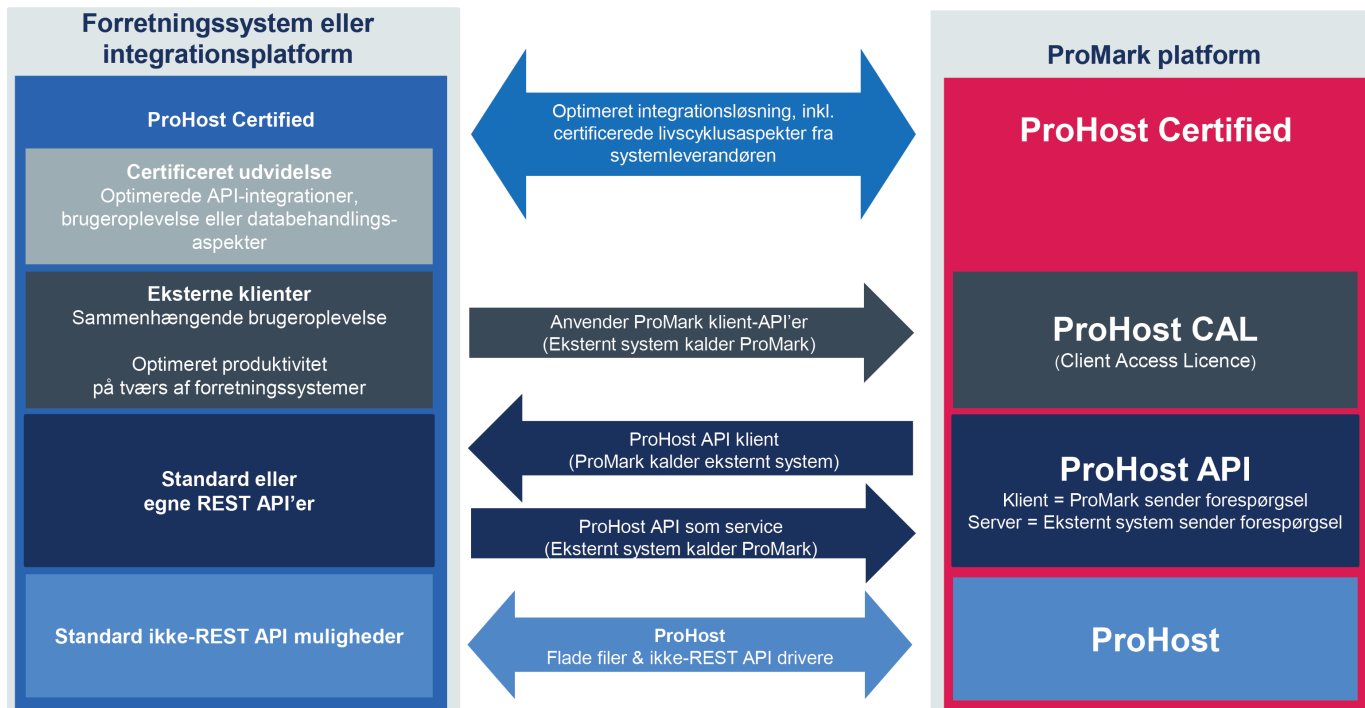 Forretningssystem eller
integrationsplatform
ProHost Certified
Certificeret udvidelse
Optimerede API-integrationer,
brugeroplevelse eller databehandlings-
aspekter
Eksterne klienter
Sammenhængende brugeroplevelse
Optimeret produktivitet
på tværs af forretningssystemer
Standard eller
egne REST API’er
Standard ikke-REST API muligheder
Optimeret integrationsløsning, inkl.
certificerede livscyklusaspekter fra
systemleverandøren
Anvender ProMark klient-API’er
(Eksternt system kalder ProMark)
ProHost API klient
(ProMark kalder eksternt system)
ProHost API som service
(Eksternt system kalder ProMark)
ProHost
Flade filer & ikke-REST API drivere
ProMark platform
ProHost Certified
ProHost CAL
(Client Access Licence)
ProHost API
Klient = ProMark sender forespørgsel
Server = Eksternt system sender forespørgsel
ProHost